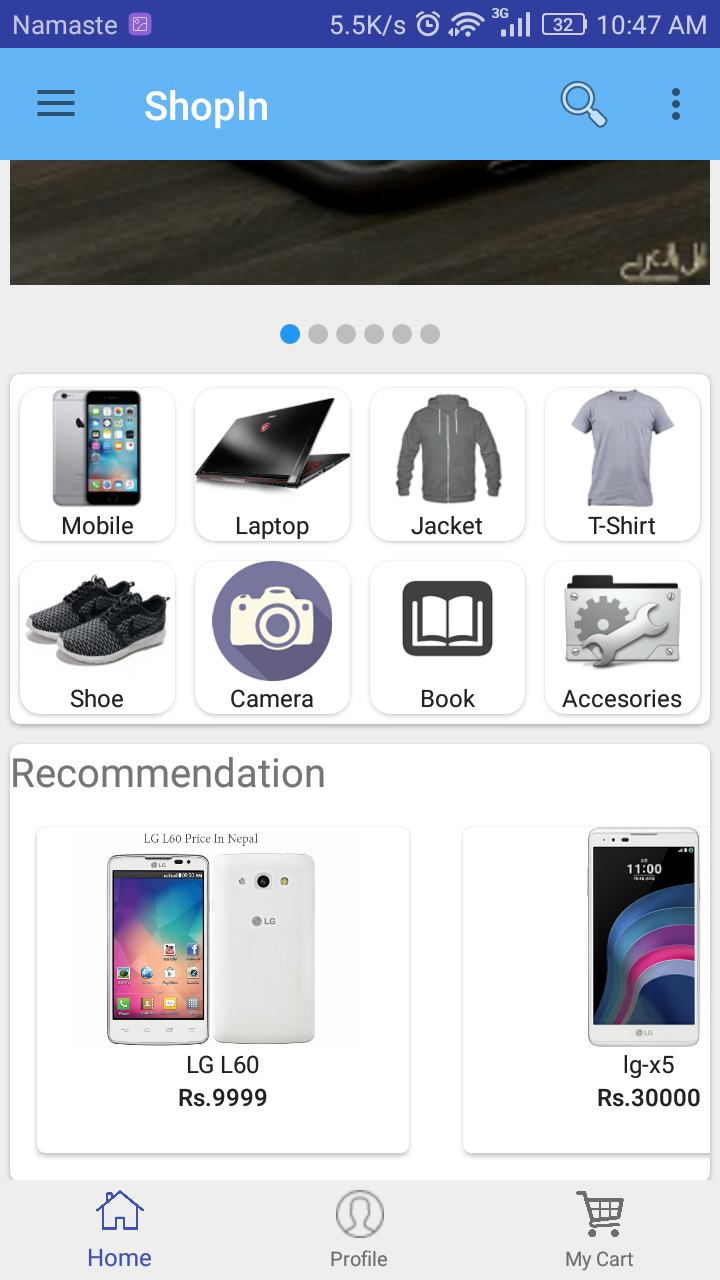 Namaste 5.5K/s 3G 32 10:47 AM
ShopIn
Mobile Laptop Jacket T-Shirt
Shoe Camera Book Accesories
Recommendation
LG L60 Price In Nepal
LG
LG
11:00
LG
LG L60 lg-x5
Rs.9999 Rs.30000
Home Profile My Cart